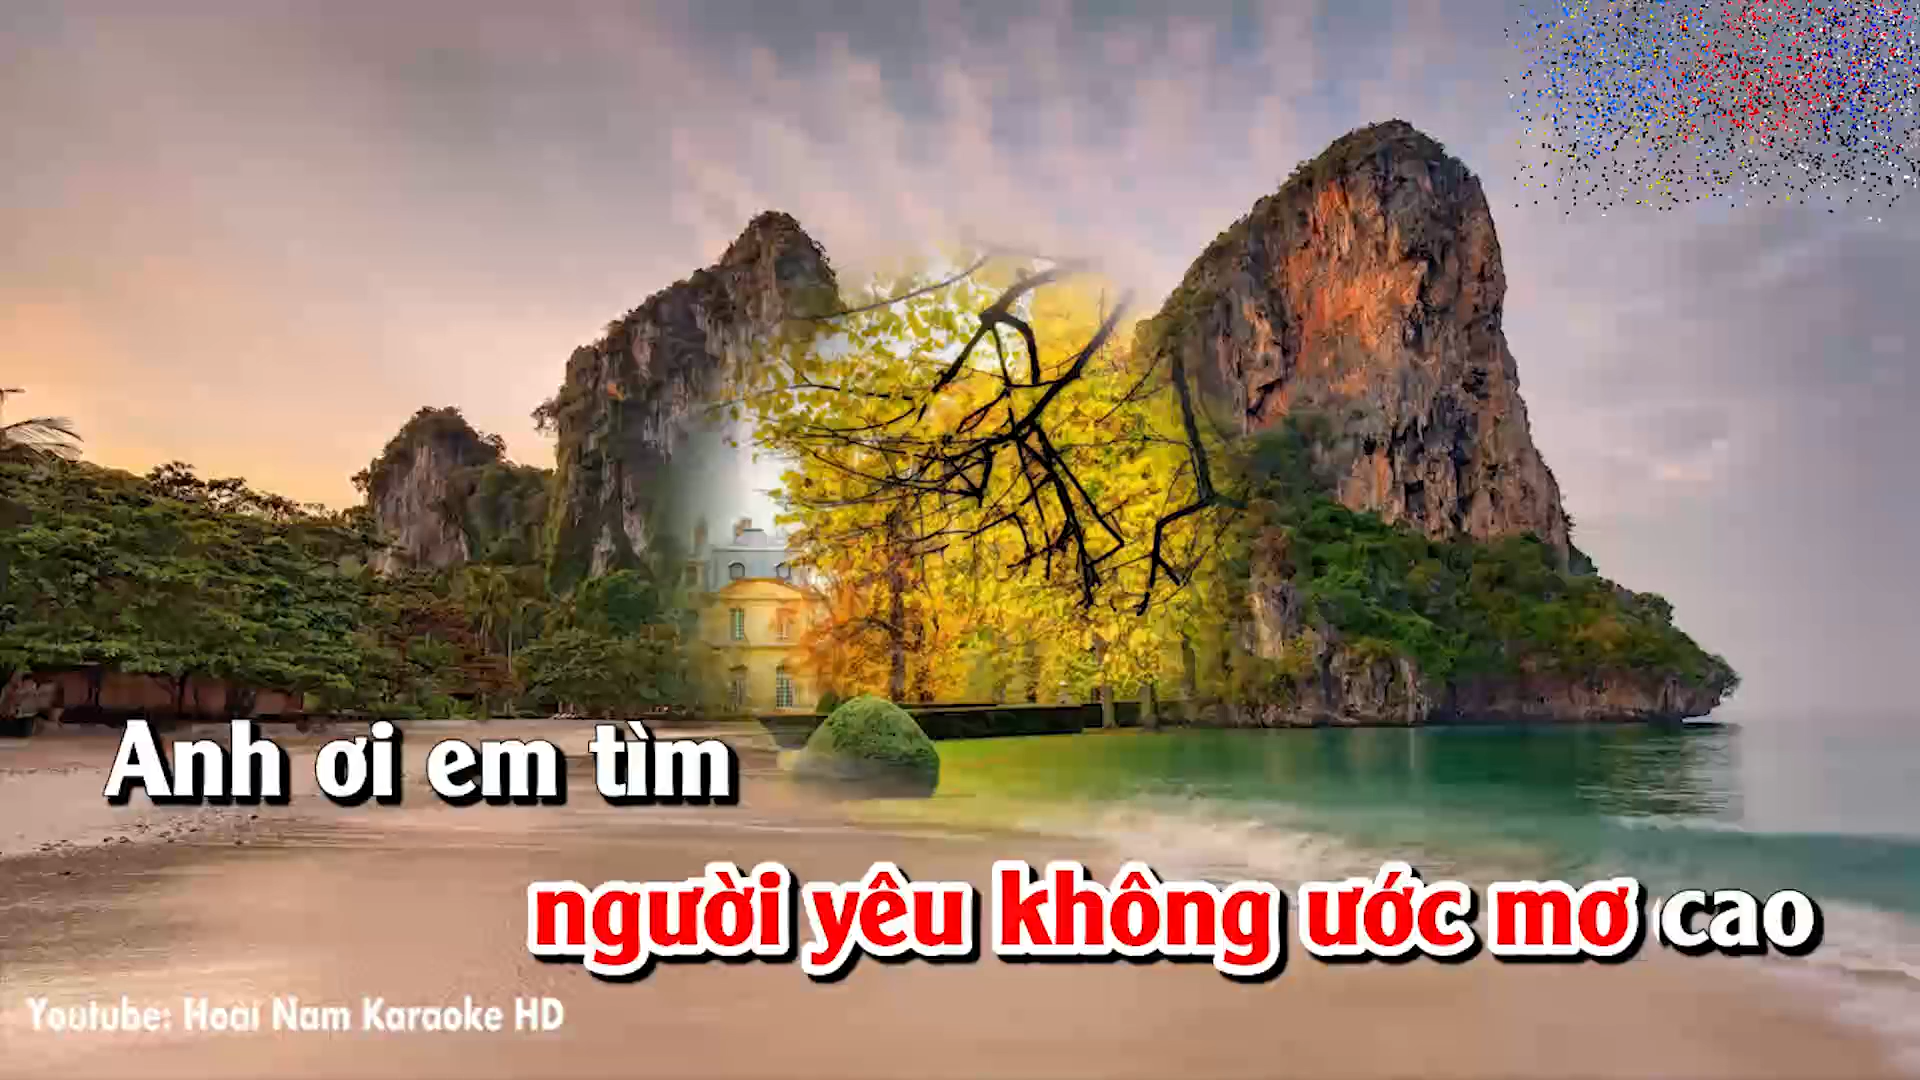 Anh ơi em tìm
người yêu không ước mơ cao
Youtube: Hoài Nam Karaoke HD